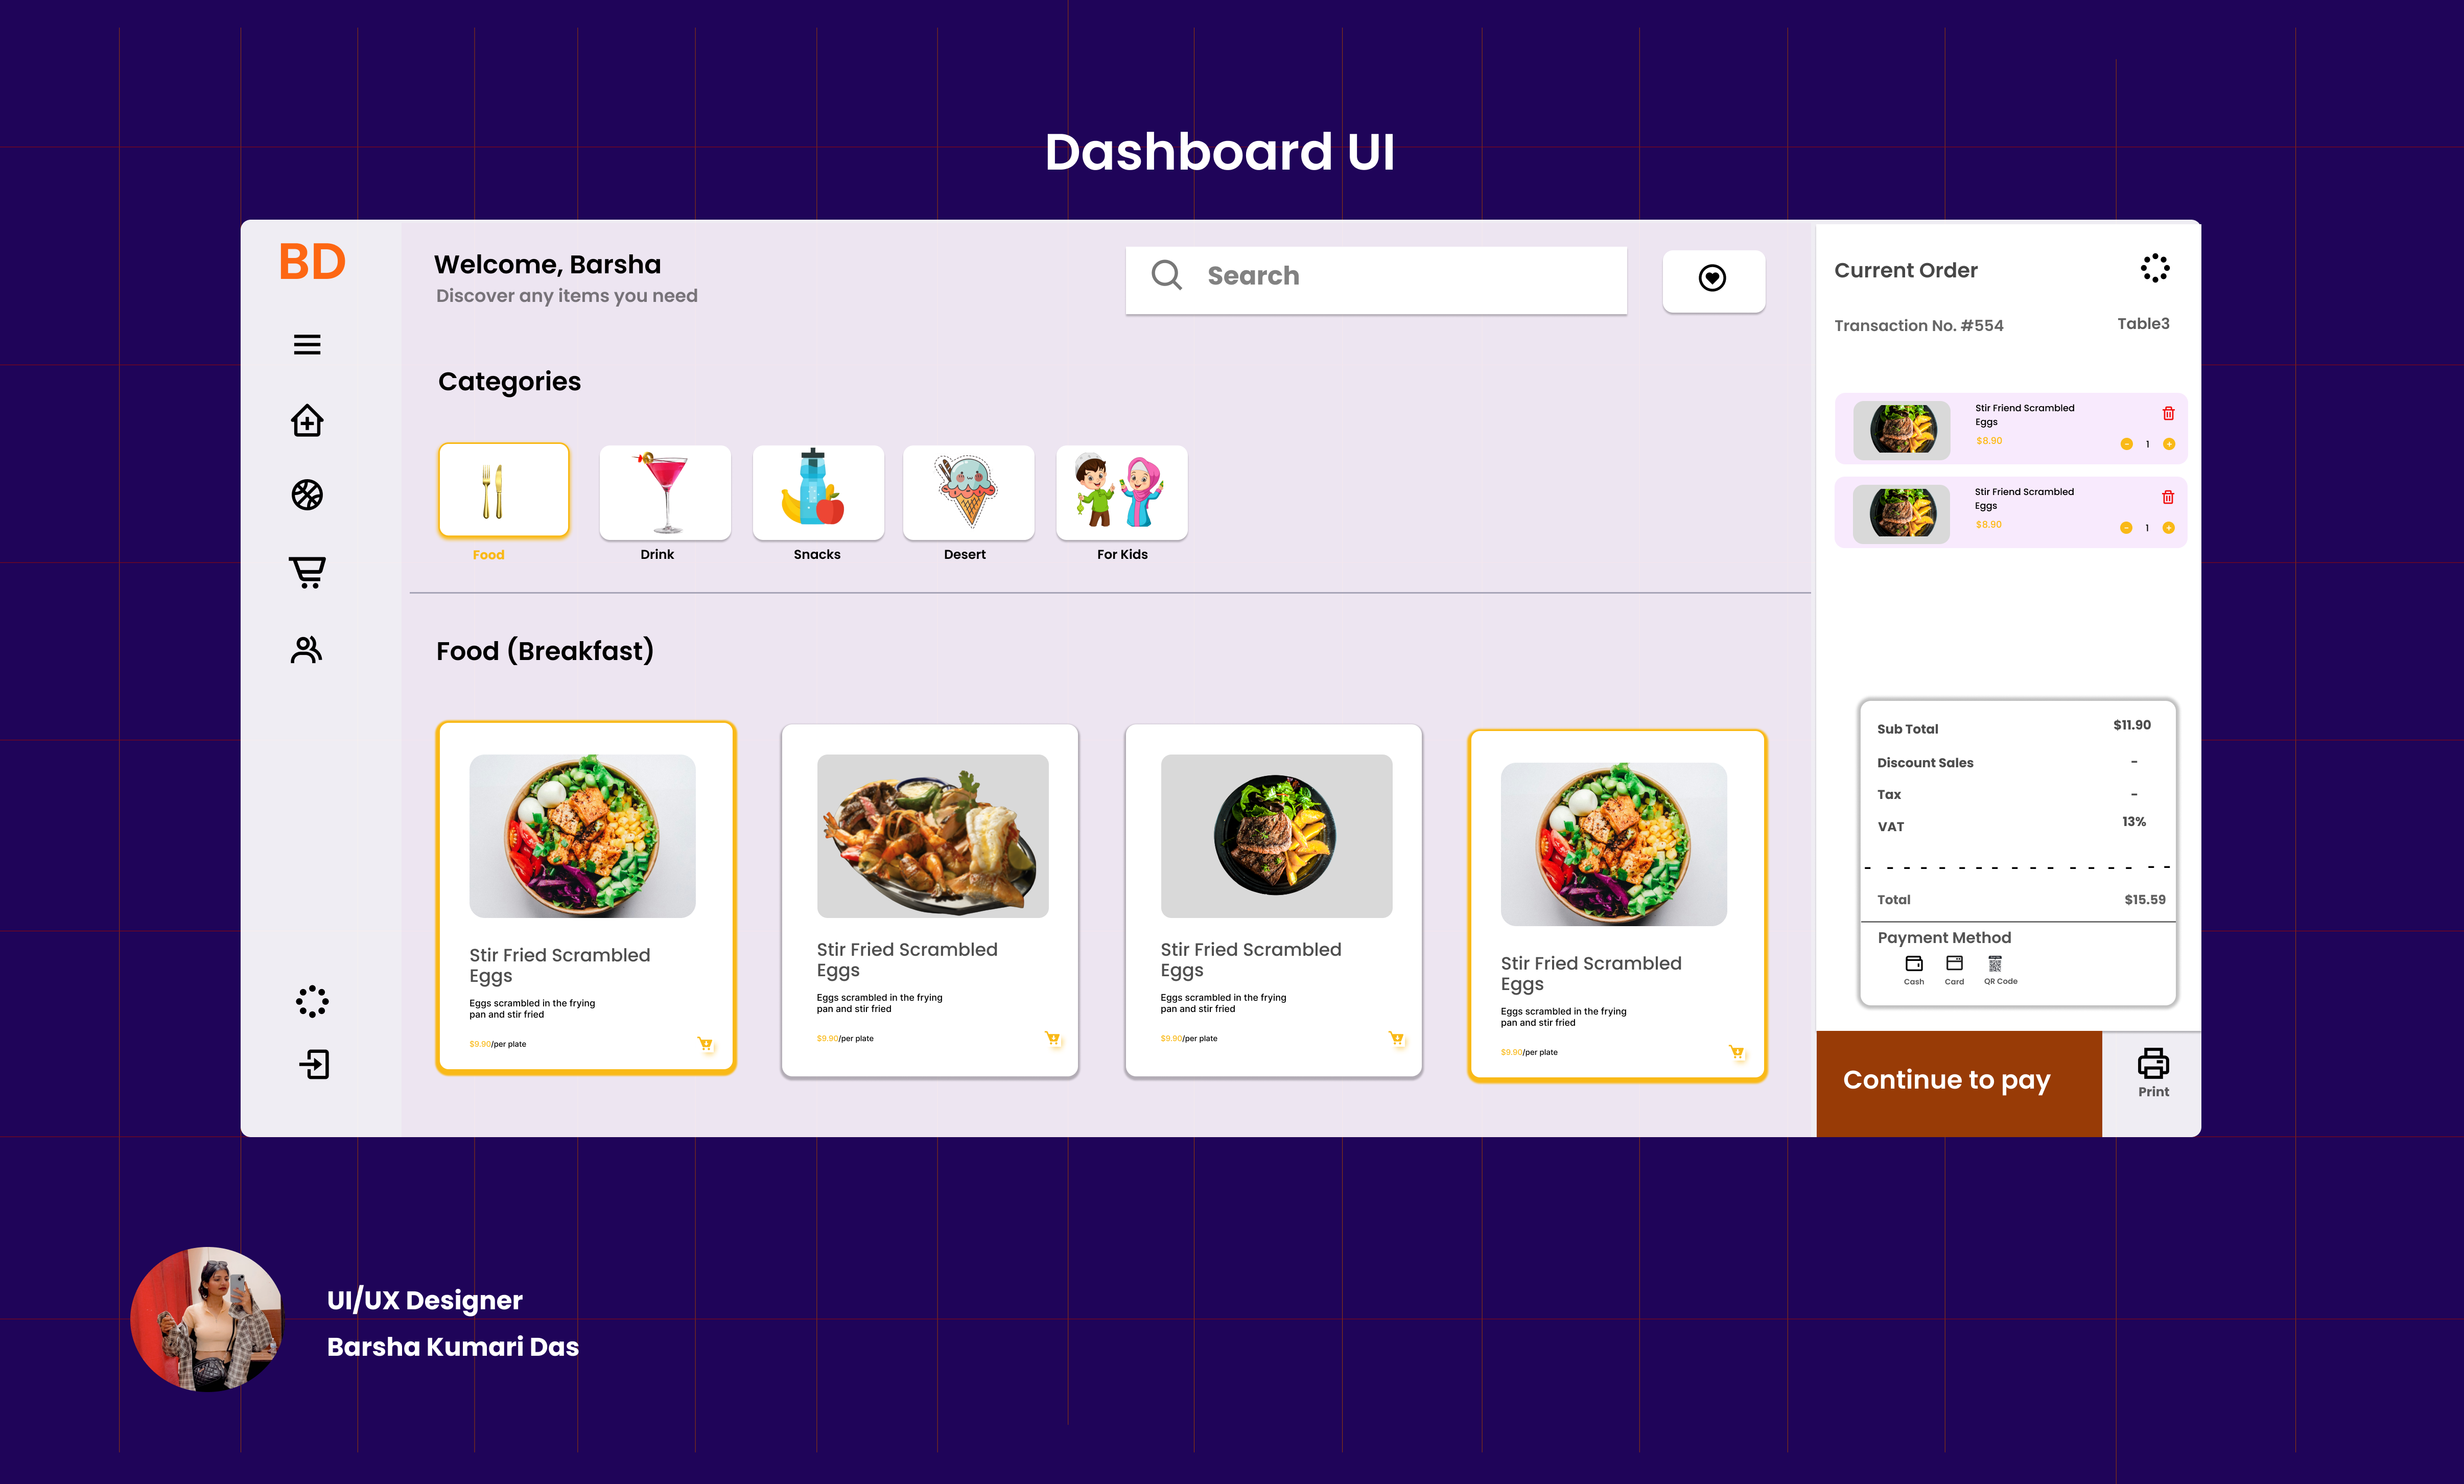 Dashboard UI
BD
Welcome, Barsha
Discover any items you need
Search
Categories
Food
Drink
Snacks
Desert
For Kids
Food (Breakfast)
Stir Fried Scrambled
Eggs
Eggs scrambled in the frying
pan and stir fried
$9.90/per plate
Stir Fried Scrambled
Eggs
Eggs scrambled in the frying
pan and stir fried
$9.90/per plate
Stir Fried Scrambled
Eggs
Eggs scrambled in the frying
pan and stir fried
$9.90/per plate
Stir Fried Scrambled
Eggs
Eggs scrambled in the frying
pan and stir fried
$9.90/per plate
Current Order
Transaction No. #554 Table3
Stir Friend Scrambled
Eggs
$8.90
- 1 +
Stir Friend Scrambled
Eggs
$8.90
- 1 +
Sub Total $11.90
Discount Sales -
Tax -
VAT 13%
Total $15.59
Payment Method
Cash Card QR Code
Continue to pay
Print
UI/UX Designer
Barsha Kumari Das